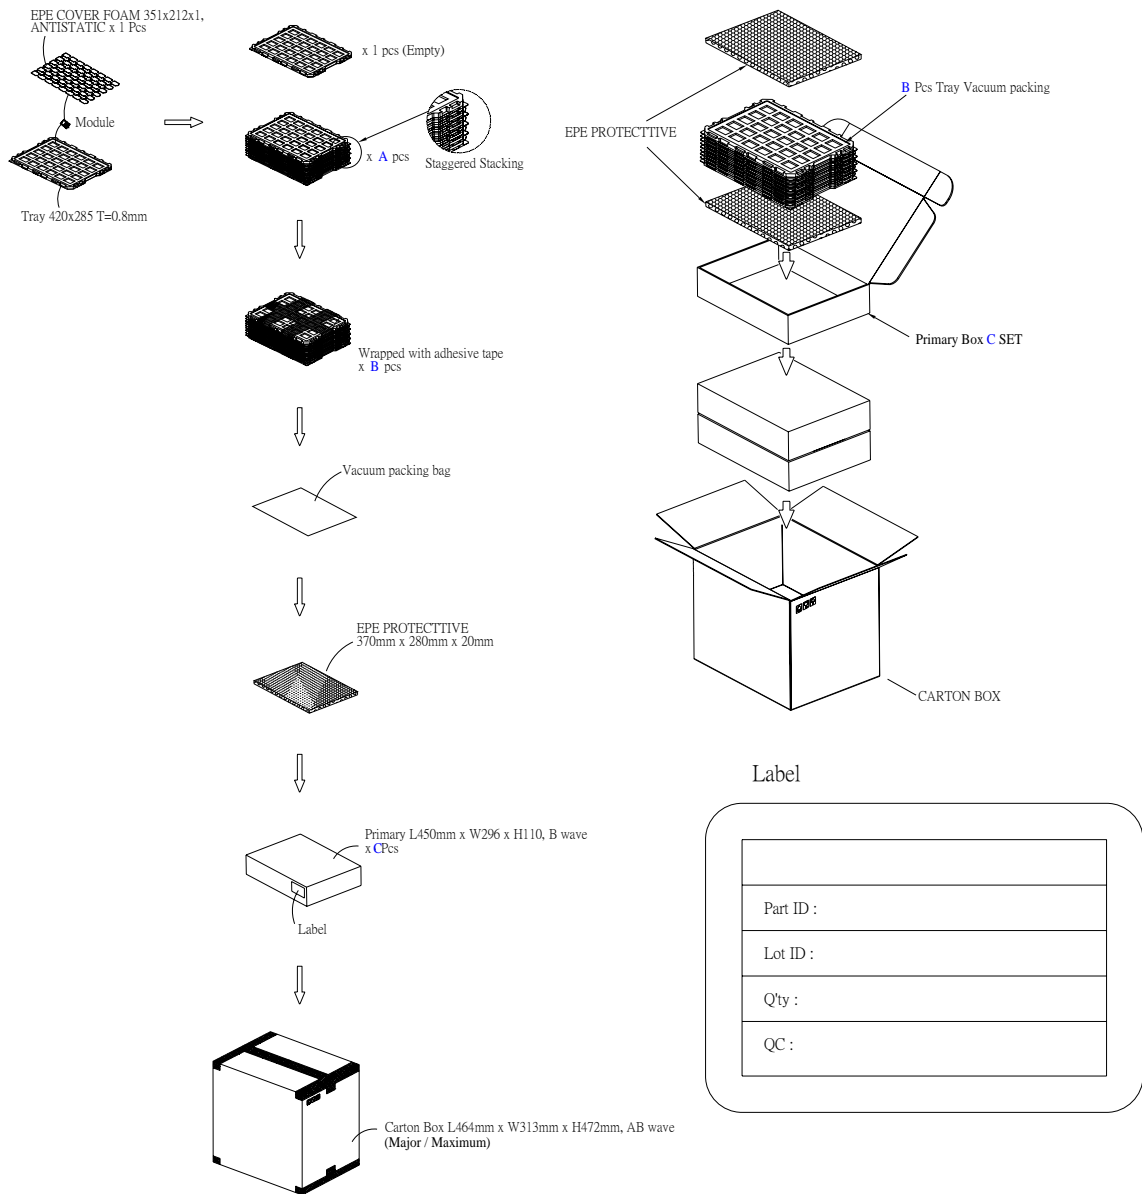 EPE COVER FOAM 351x212x1,
ANTISTATIC x 1 Pcs
Module
Tray 420x285 T=0.8mm
x 1 pcs (Empty)
x A pcs
Staggered Stacking
Wrapped with adhesive tape
x B pcs
Vacuum packing bag
EPE PROTECTTIVE
370mm x 280mm x 20mm
Primary L450mm x W296 x H110, B wave
x CPcs
Label
Carton Box L464mm x W313mm x H472mm, AB wave
(Major / Maximum)
B Pcs Tray Vacuum packing
EPE PROTECTTIVE
Primary Box C SET
CARTON BOX
Label
Part ID :
Lot ID :
Q'ty :
QC :